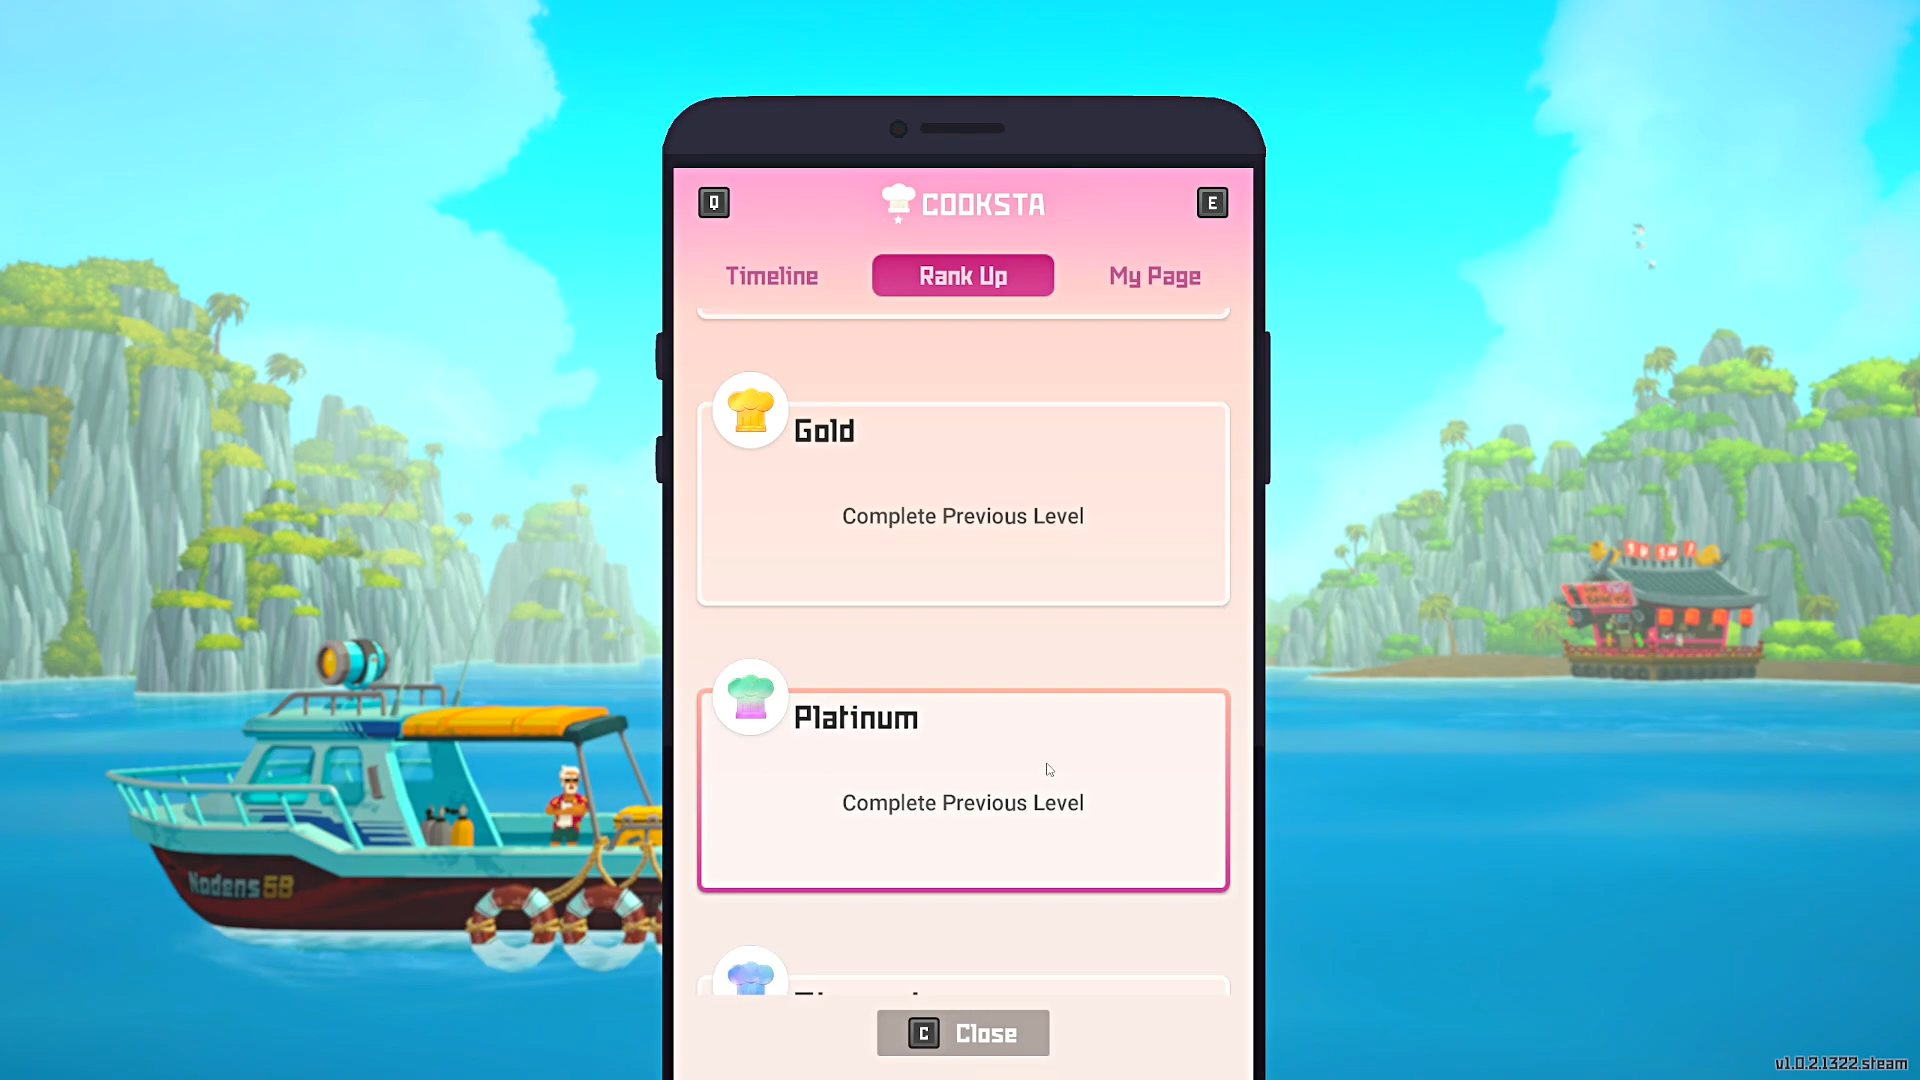 Q
COOKSTA
E
Timeline
Rank Up
My Page
Gold
Complete Previous Level
Platinum
Complete Previous Level
C Close
Nodens 68
v1.0.2.1322.steam